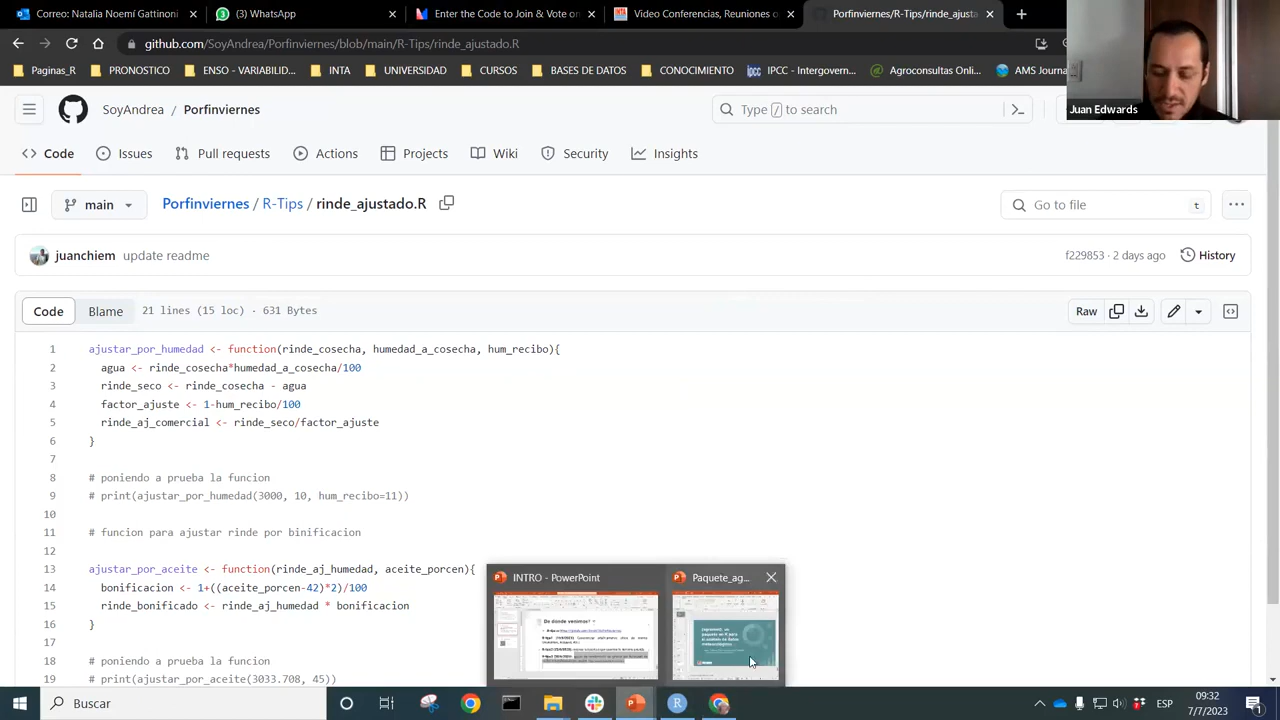 Correo: Natalia Noemi Gattinoni
(3) WhatsApp
Enter the Code to Join & Vote on
Video Conferencias, Reuniones o
Porfinviernes/R-Tips/rinde_ajusta
github.com/SoyAndrea/Porfinviernes/blob/main/R-Tips/rinde_ajustado.R
Paginas_R
PRONOSTICO
ENSO - VARIABILID...
INTA
UNIVERSIDAD
CURSOS
BASES DE DATOS
CONOCIMIENTO
IPCC - Intergovern...
Agroconsultas Onli...
AMS Journa
Juan Edwards
SoyAndrea / Porfinviernes
Type / to search
Code
Issues
Pull requests
Actions
Projects
Wiki
Security
Insights
main
Porfinviernes / R-Tips / rinde_ajustado.R
Go to file
t
juanchiem update readme
f229853 · 2 days ago
History
Code
Blame
21 lines (15 loc) · 631 Bytes
Raw
1 ajustar_por_humedad <- function(rinde_cosecha, humedad_a_cosecha, hum_recibo){
2 agua <- rinde_cosecha*humedad_a_cosecha/100
3 rinde_seco <- rinde_cosecha - agua
4 factor_ajuste <- 1-hum_recibo/100
5 rinde_aj_comercial <- rinde_seco/factor_ajuste
6 }
7
8 # poniendo a prueba la funcion
9 # print(ajustar_por_humedad(3000, 10, hum_recibo=11))
10
11 # funcion para ajustar rinde por binificacion
12
13 ajustar_por_aceite <- function(rinde_aj_humedad, aceite_porcen){
14 bonificacion <- 1+((aceite_porcen-42)*2)/100
15 rinde_bonificado <- rinde_aj_humedad * bonificacion
16 }
17
18 # poniendo a prueba la funcion
19 # print(ajustar_por_aceite(3033.708, 45))
INTRO - PowerPoint
Paquete_ag...
De donde venimos?
Buscar
ESP
09:32
7/7/2023
1